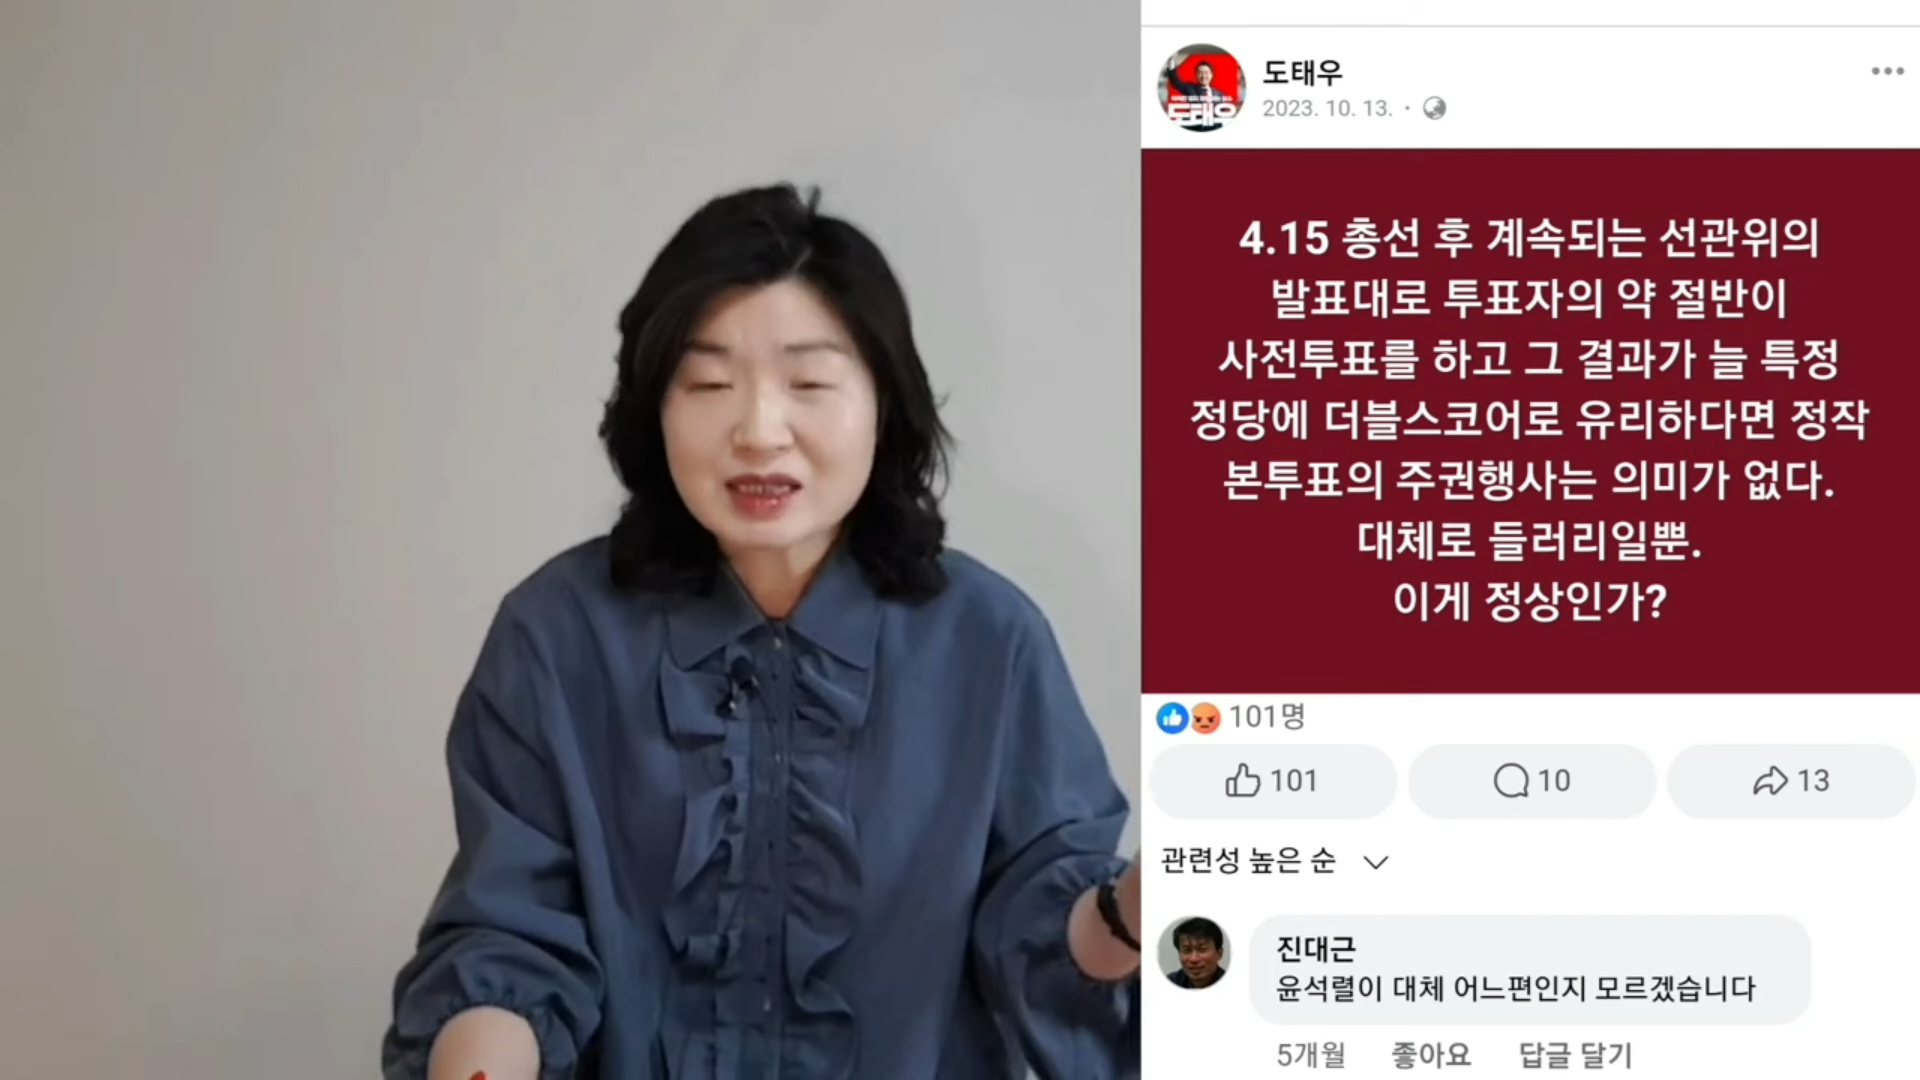 도태우
도태우
2023. 10. 13.
4.15 총선 후 계속되는 선관위의
발표대로 투표자의 약 절반이
사전투표를 하고 그 결과가 늘 특정
정당에 더블스코어로 유리하다면 정작
본투표의 주권행사는 의미가 없다.
대체로 들러리일뿐.
이게 정상인가?
101명
101
10
13
관련성 높은 순
진대근
윤석렬이 대체 어느편인지 모르겠습니다
5개월 좋아요 답글 달기